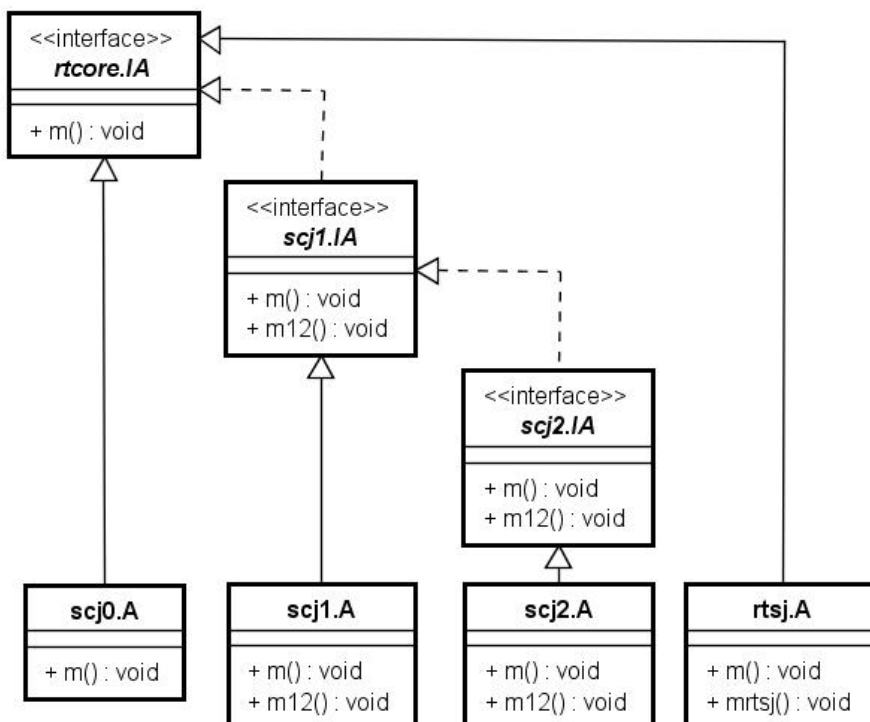 <<interface>>
rtcore.IA
+ m() : void
<<interface>>
scj1.IA
+ m() : void
+ m12() : void
<<interface>>
scj2.IA
+ m() : void
+ m12() : void
scj0.A
+ m() : void
scj1.A
+ m() : void
+ m12() : void
scj2.A
+ m() : void
+ m12() : void
rtsj.A
+ m() : void
+ mrtsj() : void